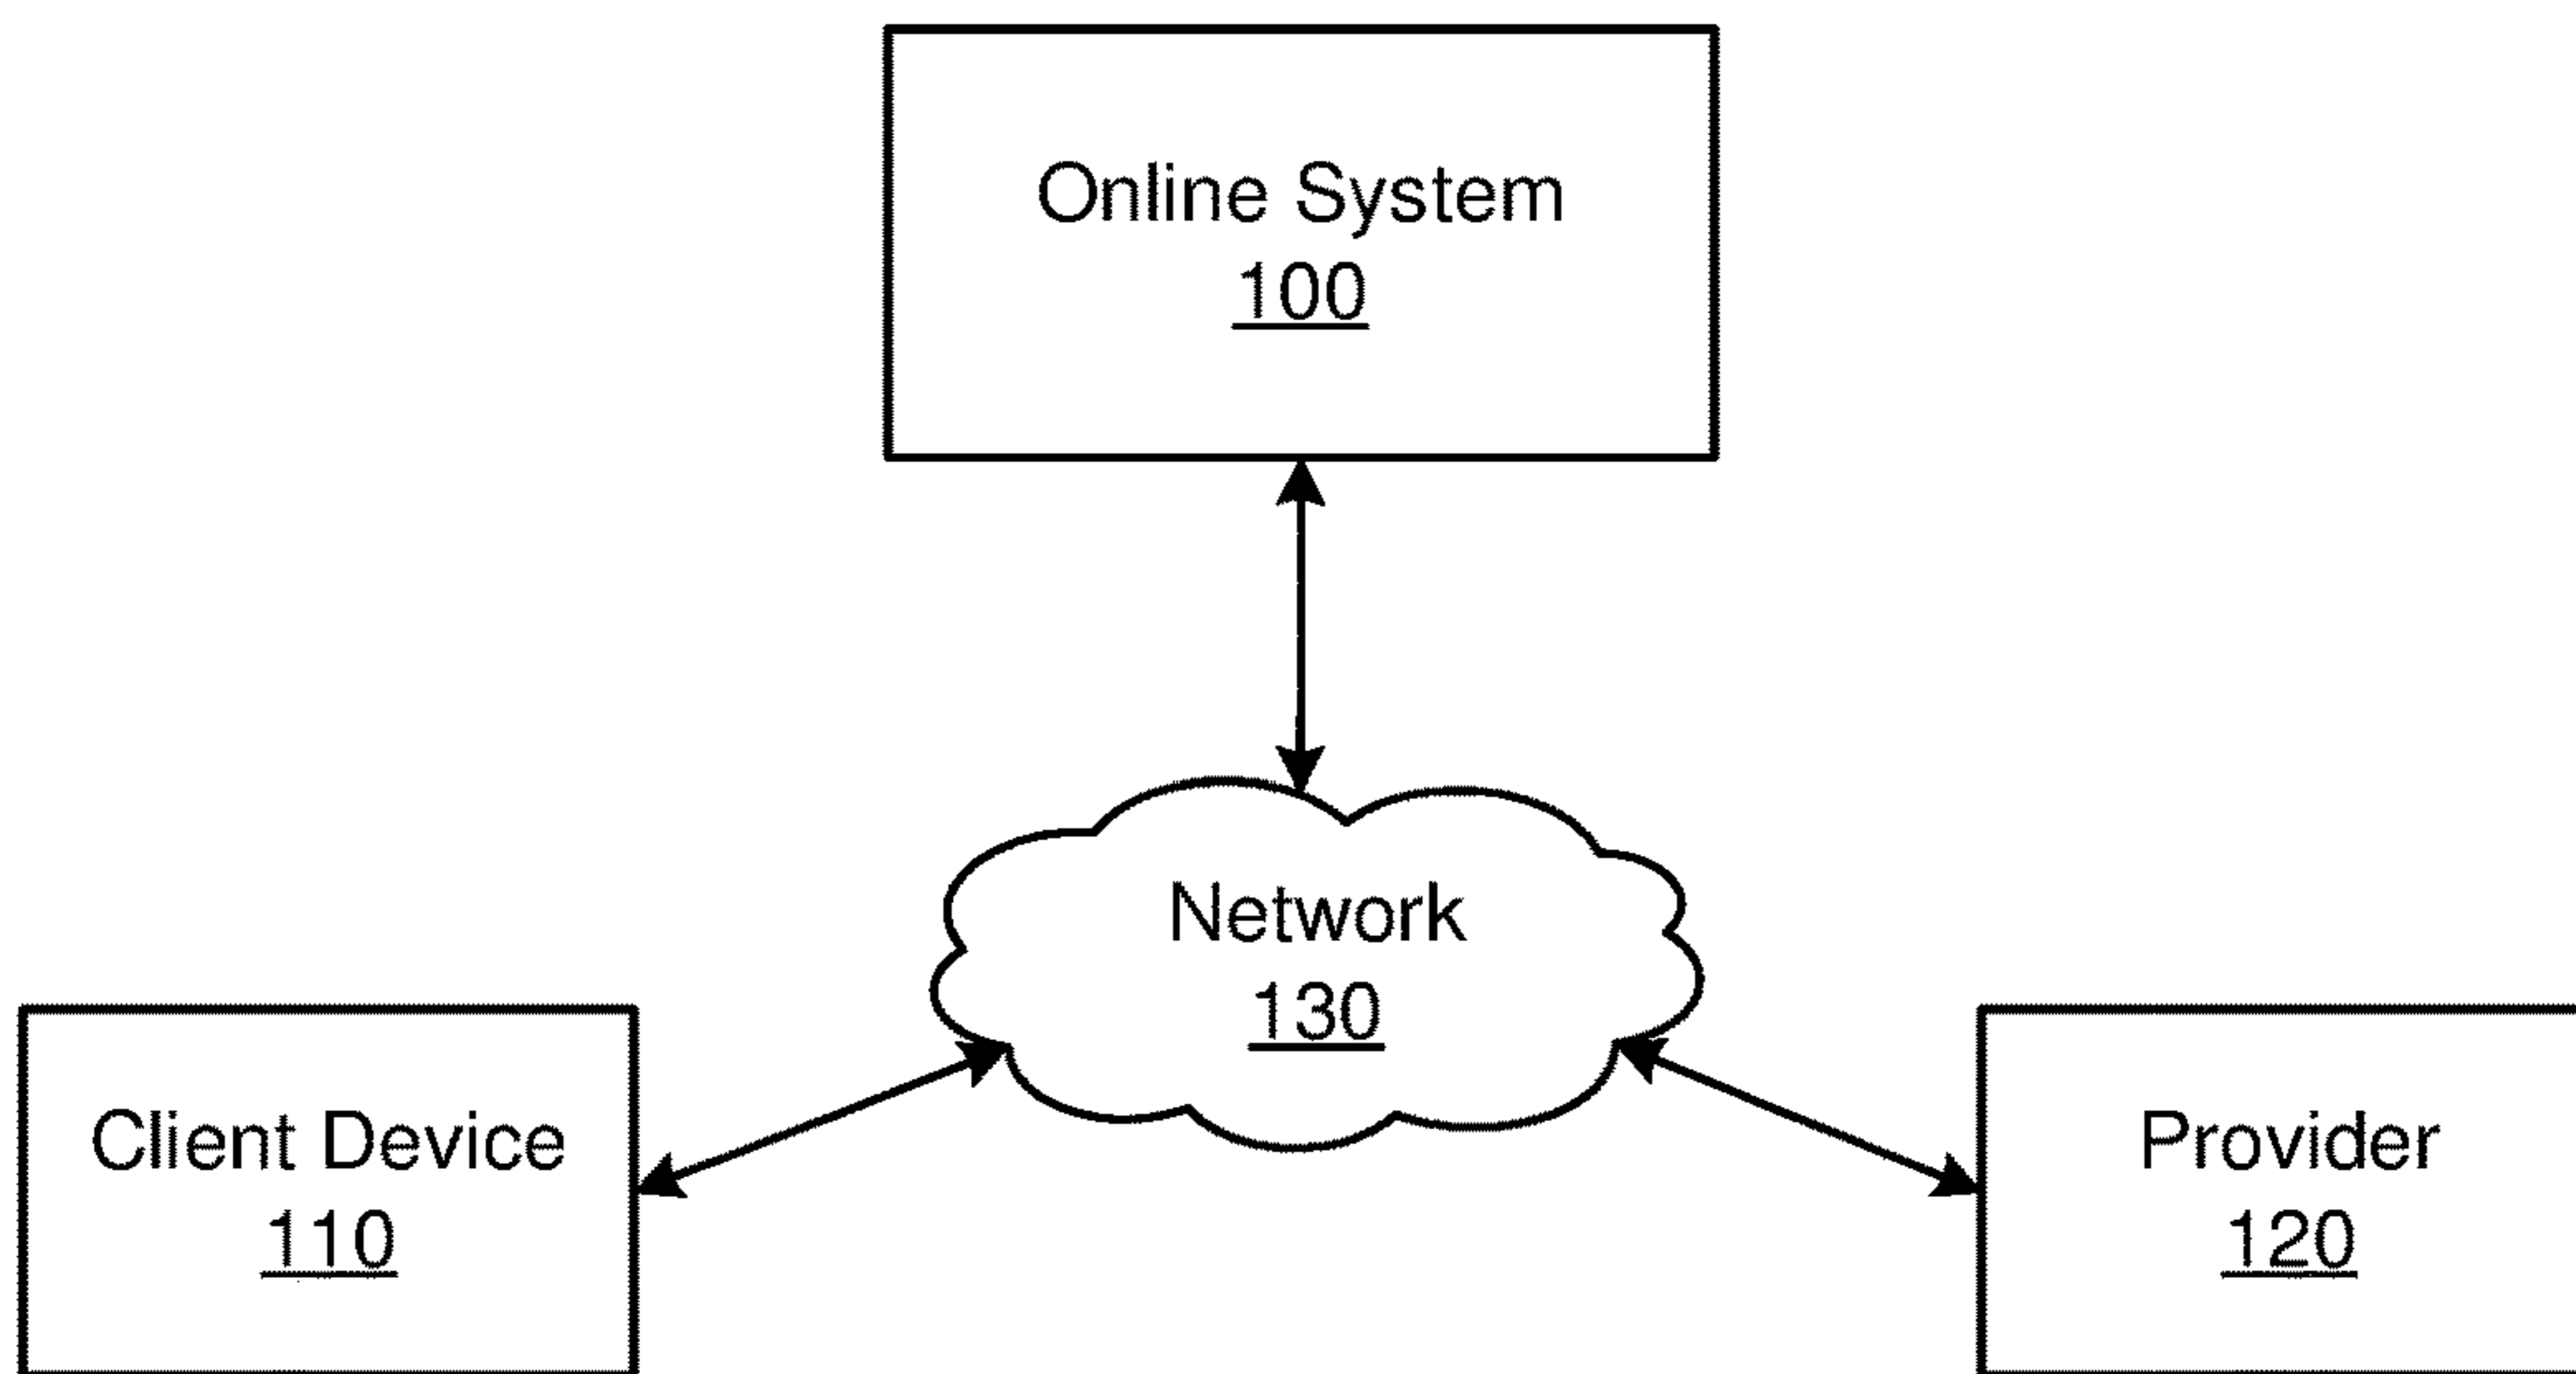 Online System
100
Network
130
Client Device
110
Provider
120